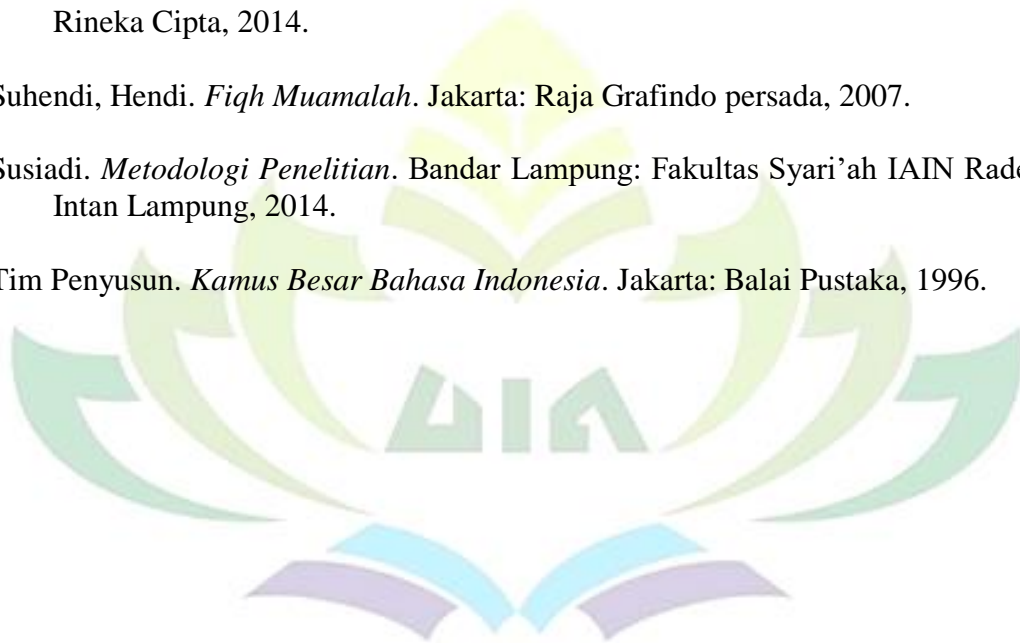 Rineka Cipta, 2014.
Suhendi, Hendi. Fiqh Muamalah. Jakarta: Raja Grafindo persada, 2007.
Susiadi. Metodologi Penelitian. Bandar Lampung: Fakultas Syari’ah IAIN Rade
Intan Lampung, 2014.
Tim Penyusun. Kamus Besar Bahasa Indonesia. Jakarta: Balai Pustaka, 1996.
UIN